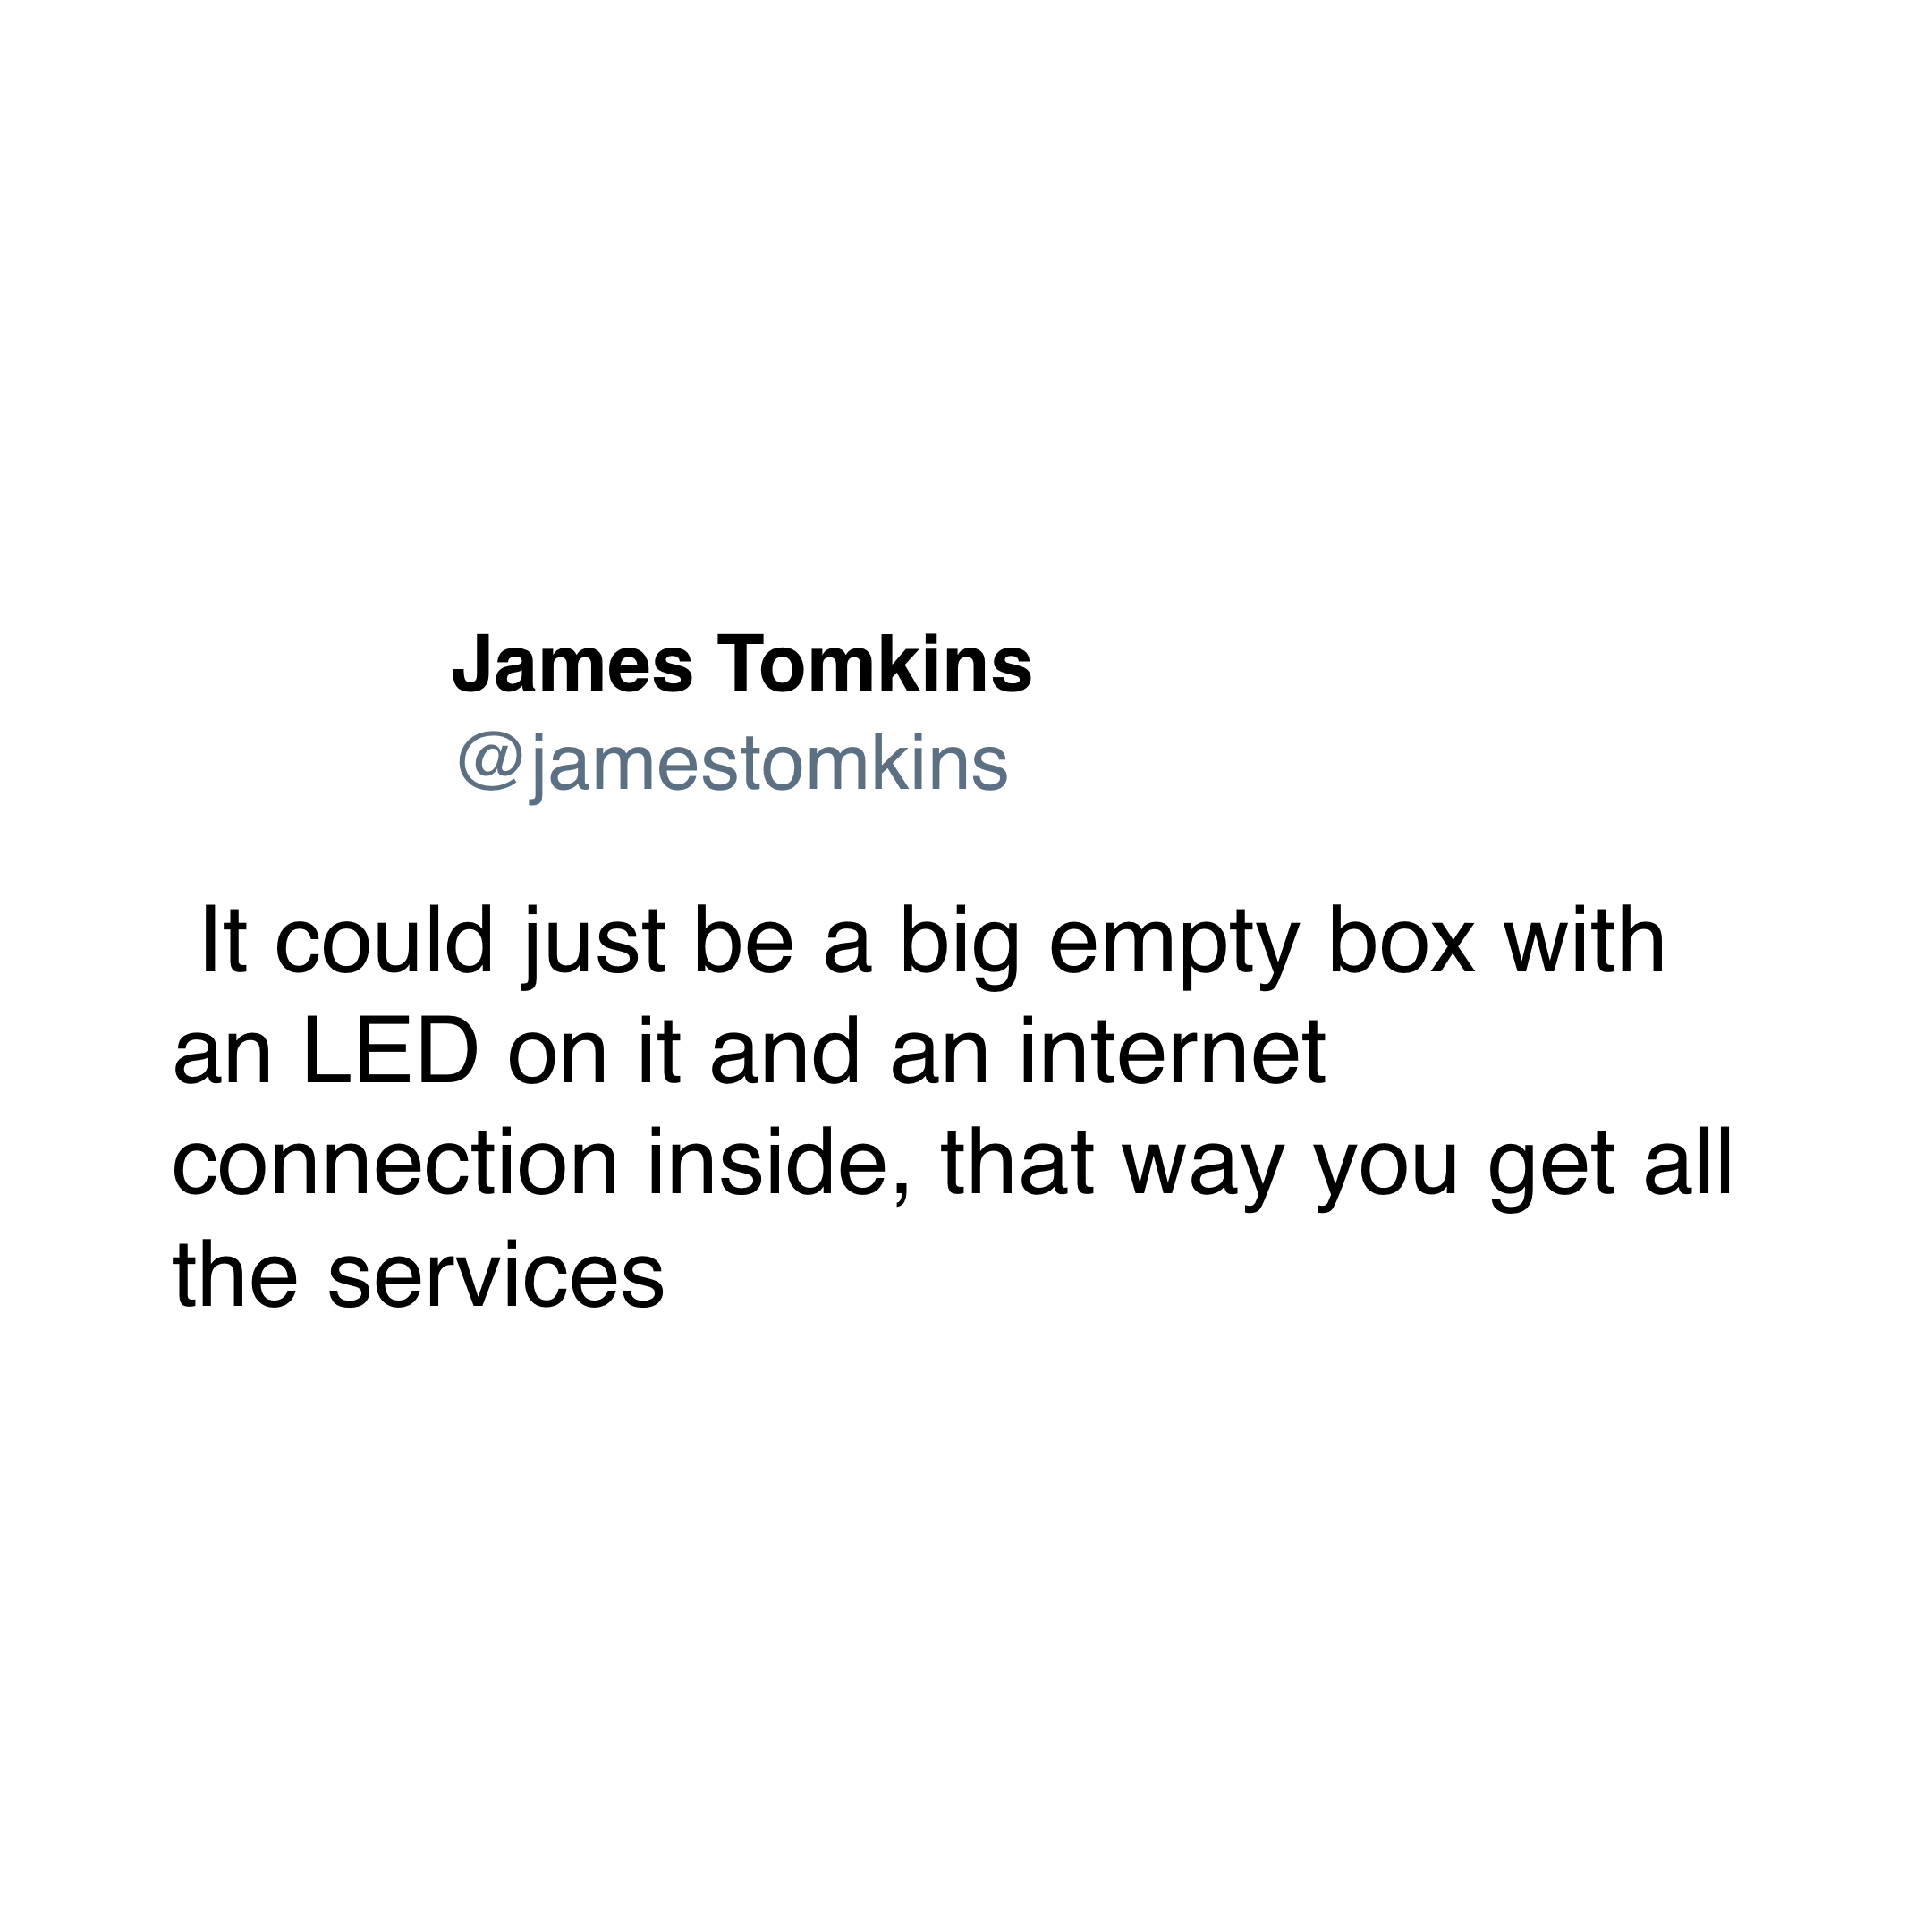 James Tomkins
@jamestomkins
It could just be a big empty box with
an LED on it and an internet
connection inside, that way you get all
the services